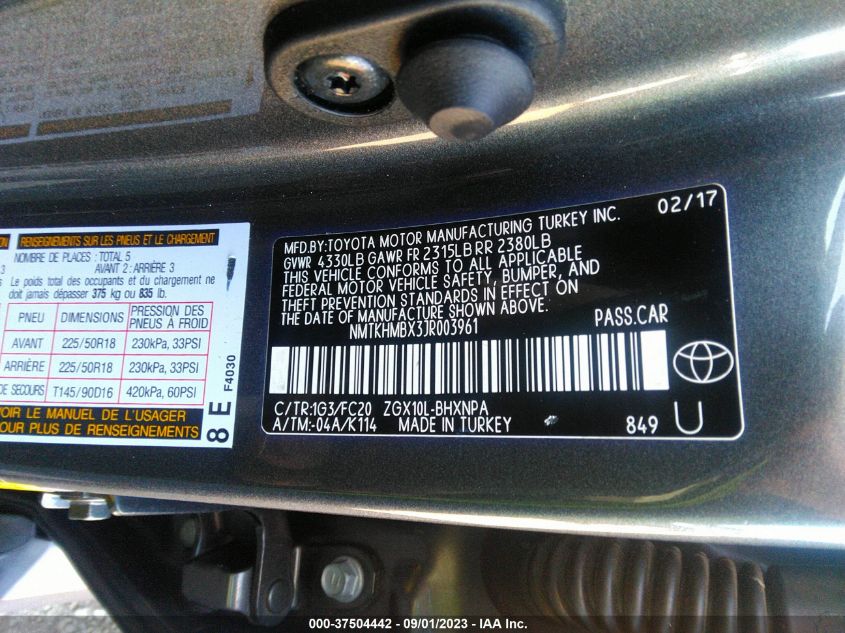 ION RENSEIGNEMENTS SUR LES PNEUS ET LE CHARGEMENT
NOMBRE DE PLACES : TOTAL 5
AVANT 2 : ARRIÈRE 3
Le poids total des occupants et du chargement ne
doit jamais dépasser 375 kg ou 835 lb.
PNEU DIMENSIONS PRESSION DES PNEUS À FROID
AVANT 225/50R18 230kPa, 33PSI
ARRIÈRE 225/50R18 230kPa, 33PSI
DE SECOURS T145/90D16 420kPa, 60PSI
VOIR LE MANUEL DE L'USAGER
POUR PLUS DE RENSEIGNEMENTS
8 E F4030
MFD.BY:TOYOTA MOTOR MANUFACTURING TURKEY INC. 02/17
GVWR 4330LB GAWR FR 2315LB RR 2380LB
THIS VEHICLE CONFORMS TO ALL APPLICABLE
FEDERAL MOTOR VEHICLE SAFETY, BUMPER, AND
THEFT PREVENTION STANDARDS IN EFFECT ON
THE DATE OF MANUFACTURE SHOWN ABOVE.
NMTKHMBX3JR003961 PASS.CAR
C/TR:1G3/FC20 ZGX10L-BHXNPA
A/TM:-04A/K114 MADE IN TURKEY 849 U
000-37504442 - 09/01/2023 - IAA Inc.